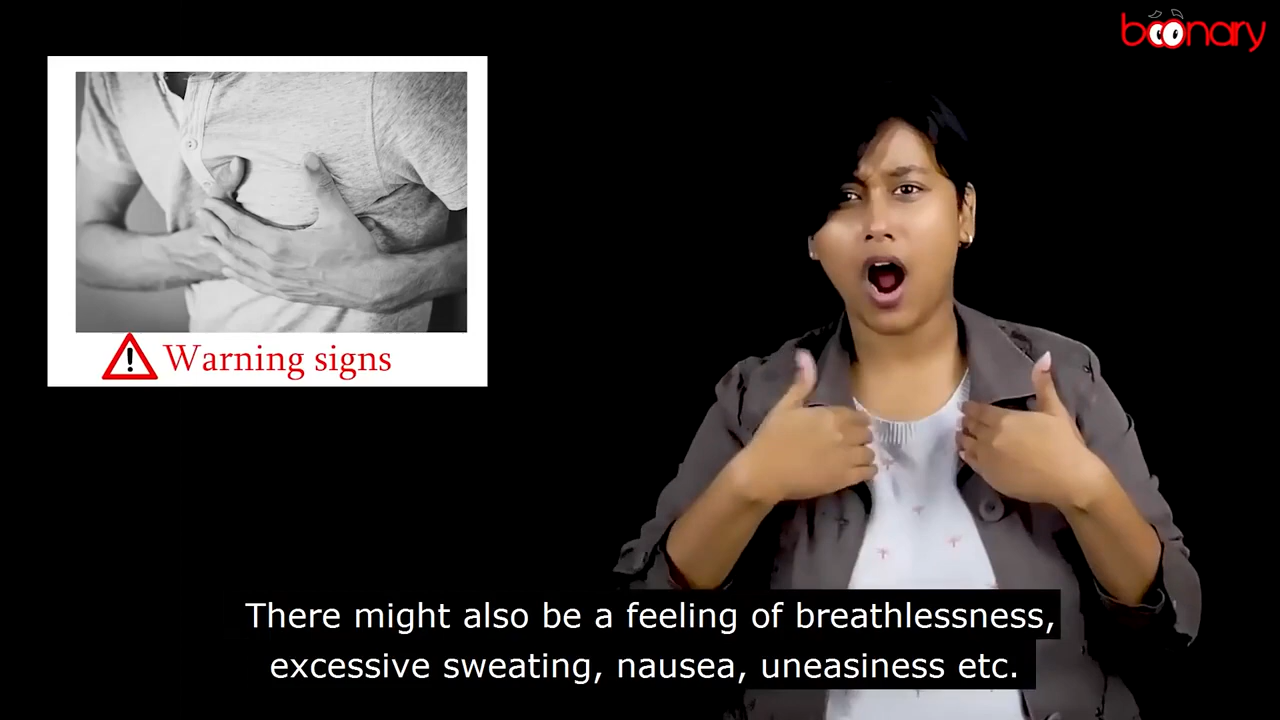 boonary
Warning signs
There might also be a feeling of breathlessness,
excessive sweating, nausea, uneasiness etc.